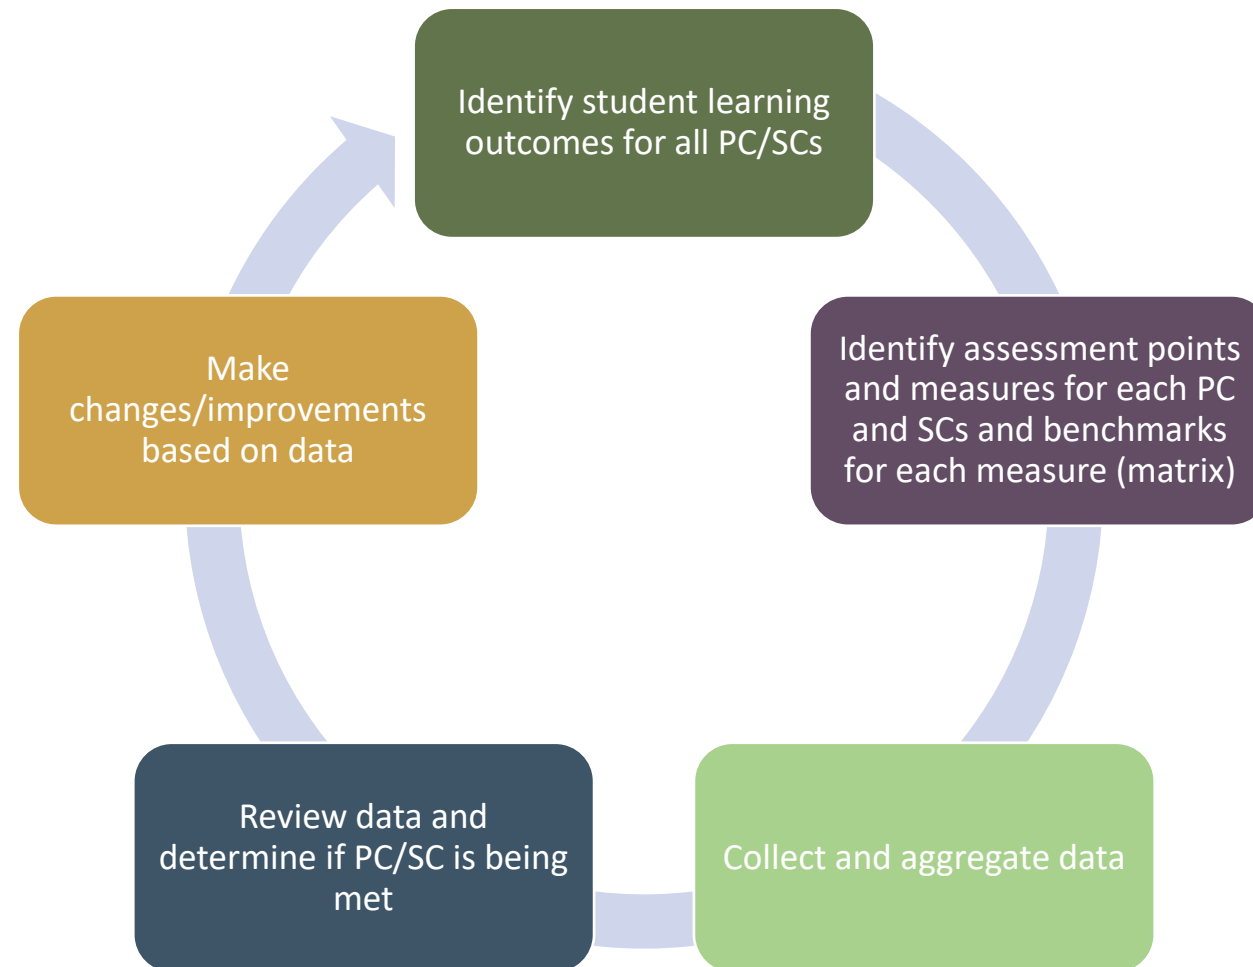 Identify student learning
outcomes for all PC/SCs
Identify assessment points
and measures for each PC
and SCs and benchmarks
for each measure (matrix)
Collect and aggregate data
Review data and
determine if PC/SC is being
met
Make
changes/improvements
based on data